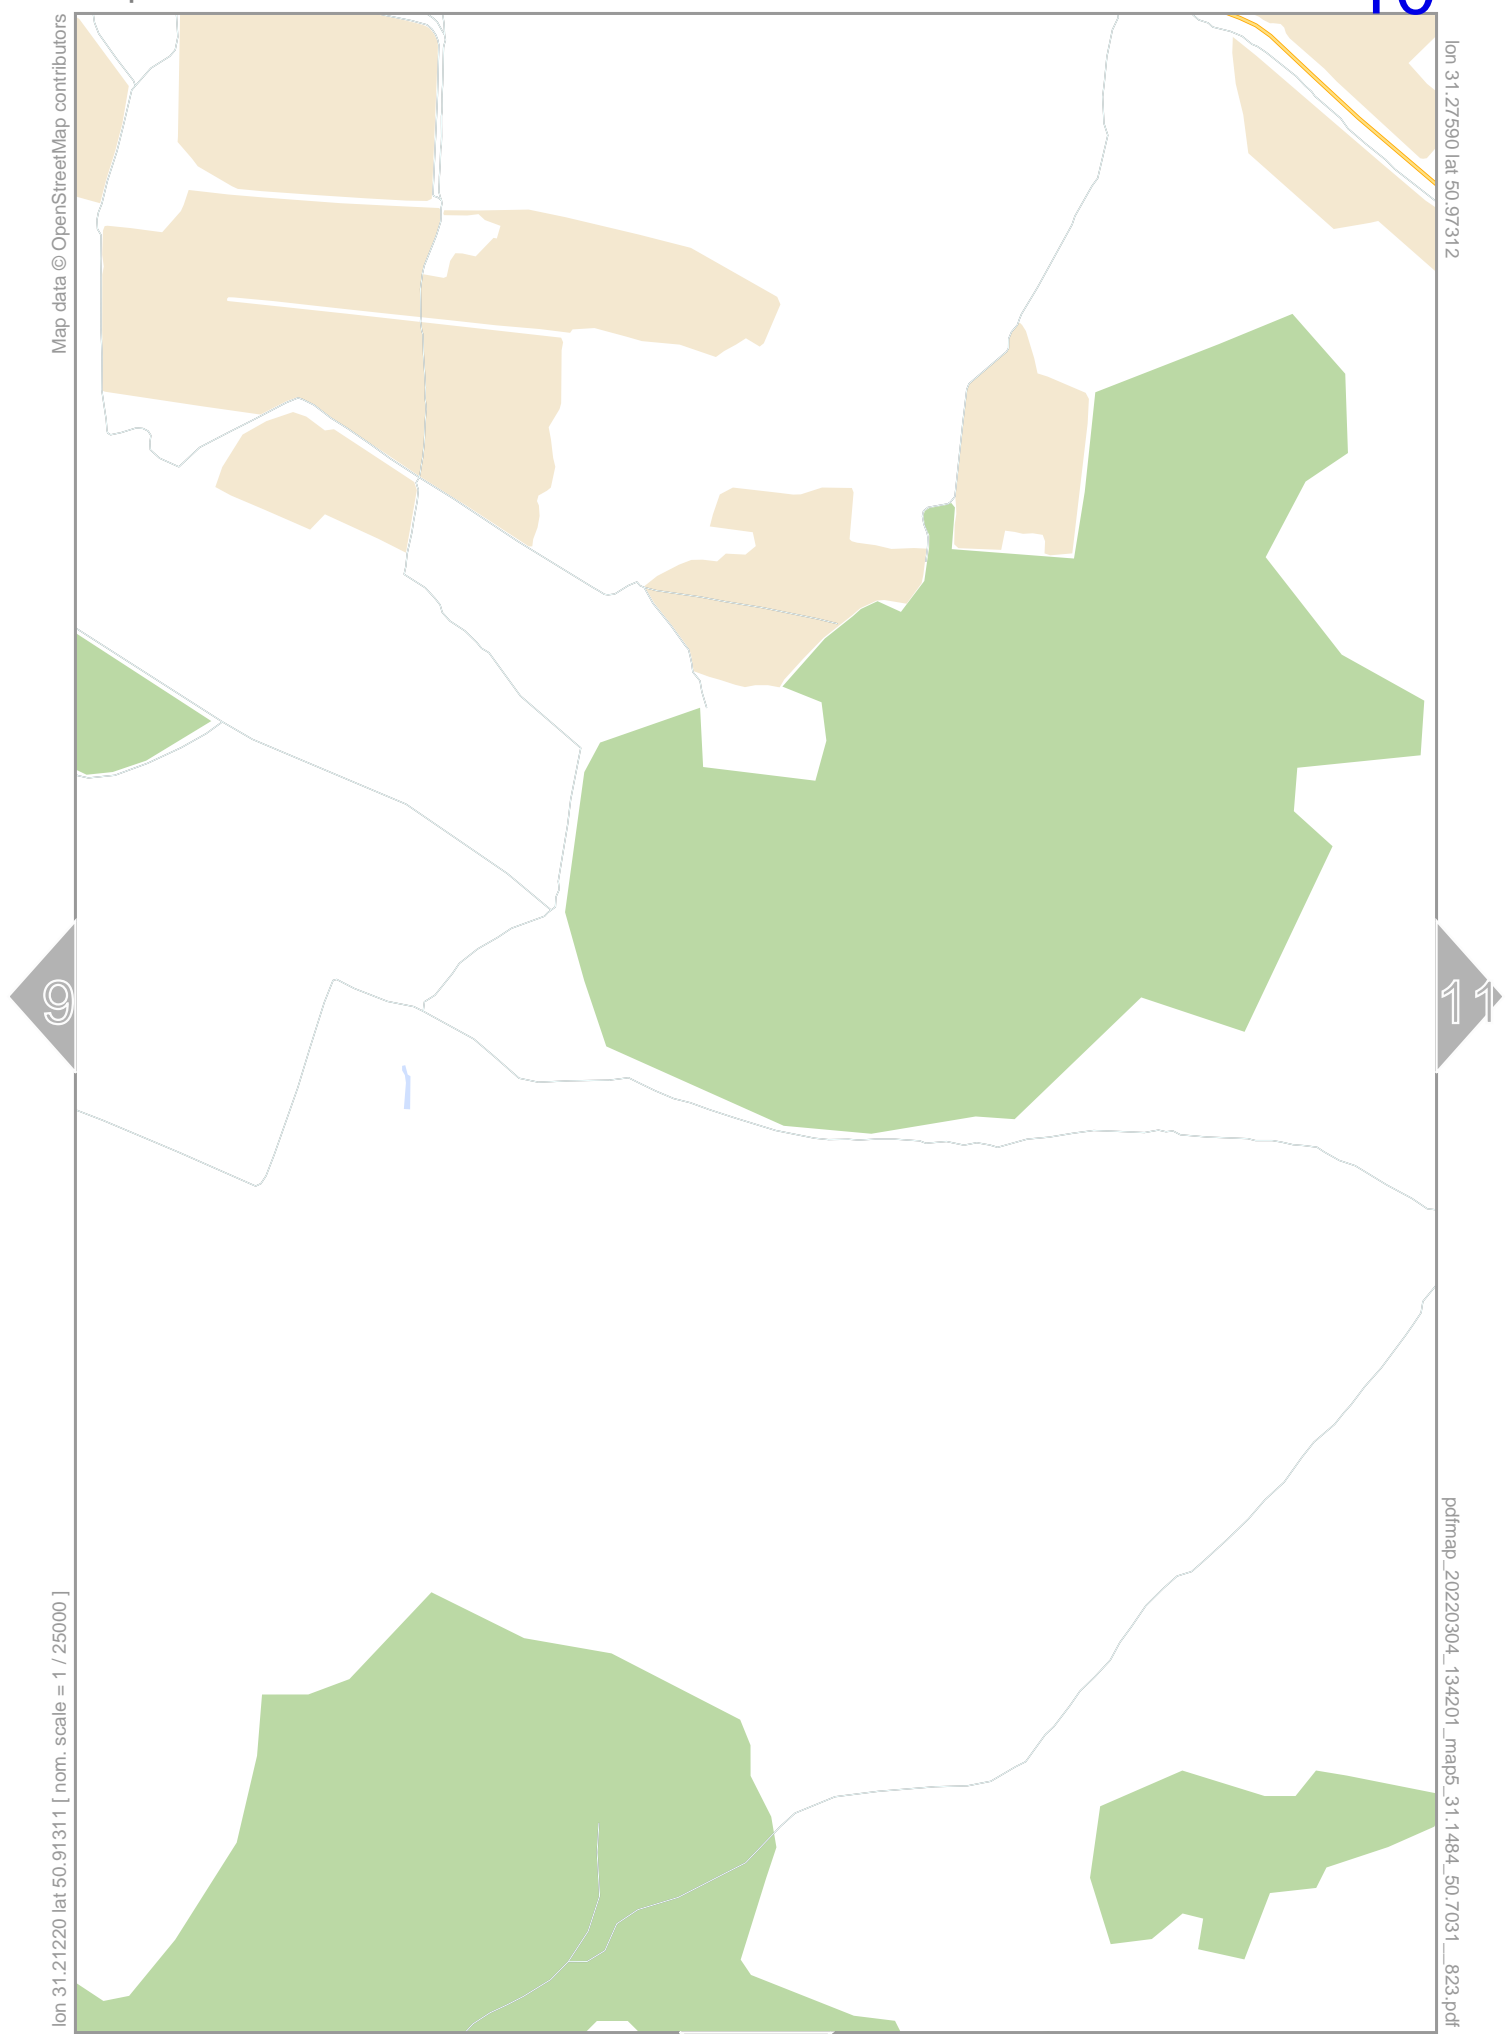 Map data © OpenStreetMap contributors
lon 31.27590 lat 50.97312
9
11
lon 31.21220 lat 50.91311 [ nom. scale = 1 / 25000 ]
pdfmap_20220304_134201_map5_31.1484_50.7031__823.pdf